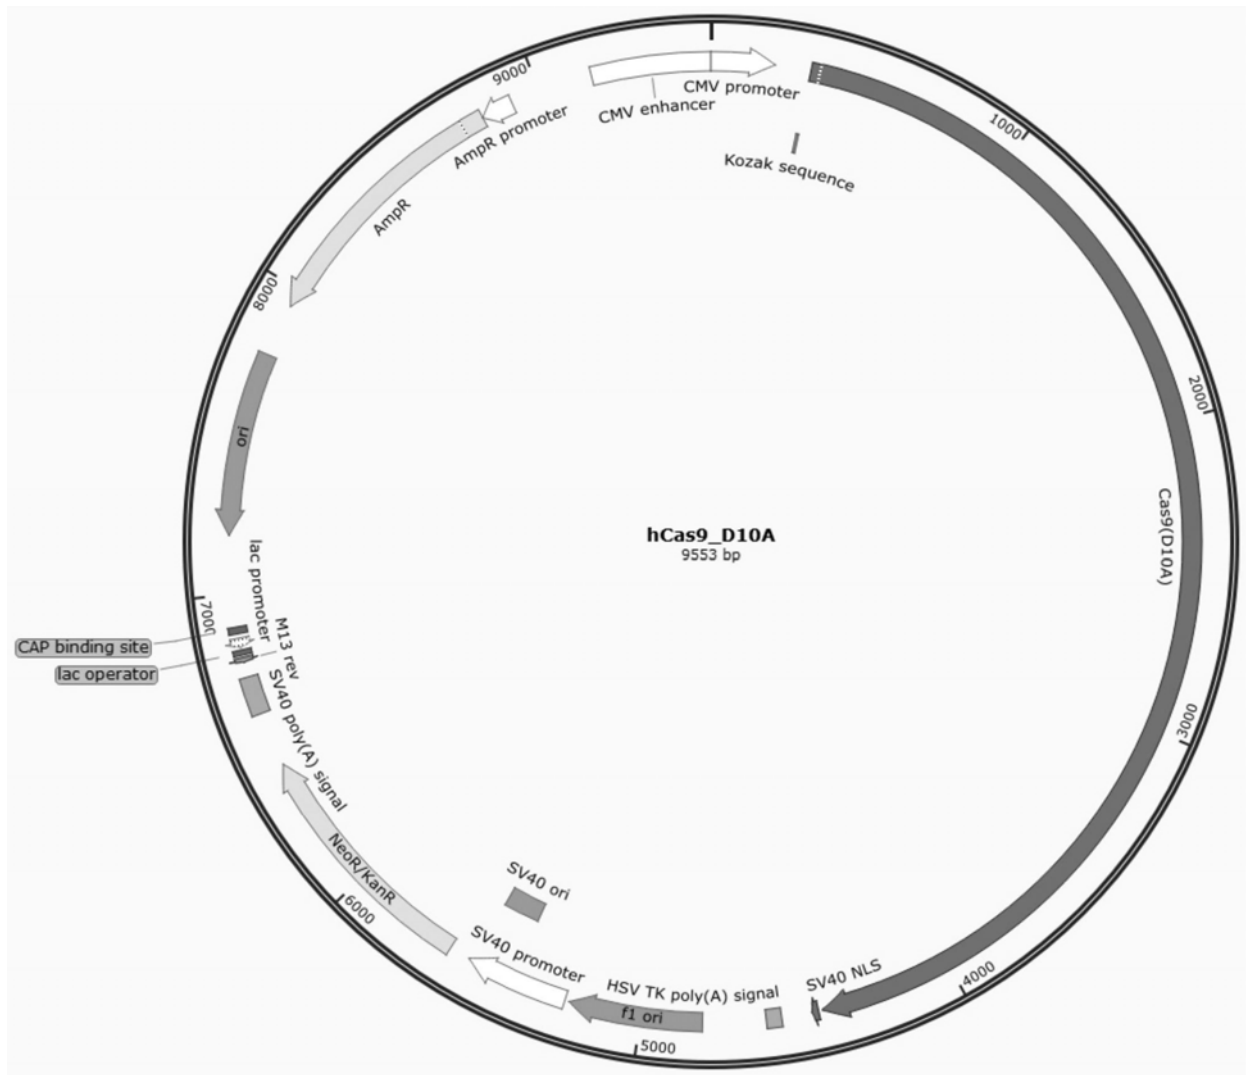 9000
CMV promoter
CMV enhancer
AmpR promoter
Kozak sequence
1000
AmpR
8000
2000
ori
Cas9(D10A)
hCas9_D10A
9553 bp
lac promoter
7000
M13 rev
CAP binding site
lac operator
SV40 poly(A) signal
3000
NeoR/KanR
6000
SV40 ori
SV40 promoter
HSV TK poly(A) signal
SV40 NLS
4000
f1 ori
5000